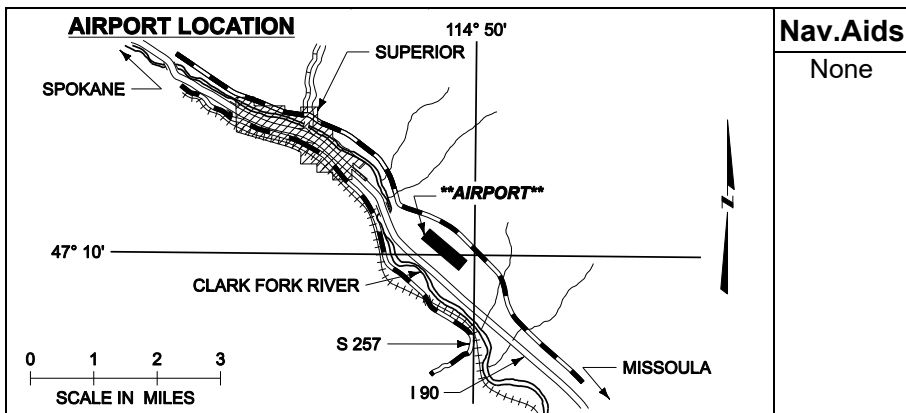 AIRPORT LOCATION
114° 50'
Nav.Aids
None
SUPERIOR
SPOKANE
**AIRPORT**
N
47° 10'
CLARK FORK RIVER
S 257
MISSOULA
I 90
0 1 2 3
SCALE IN MILES